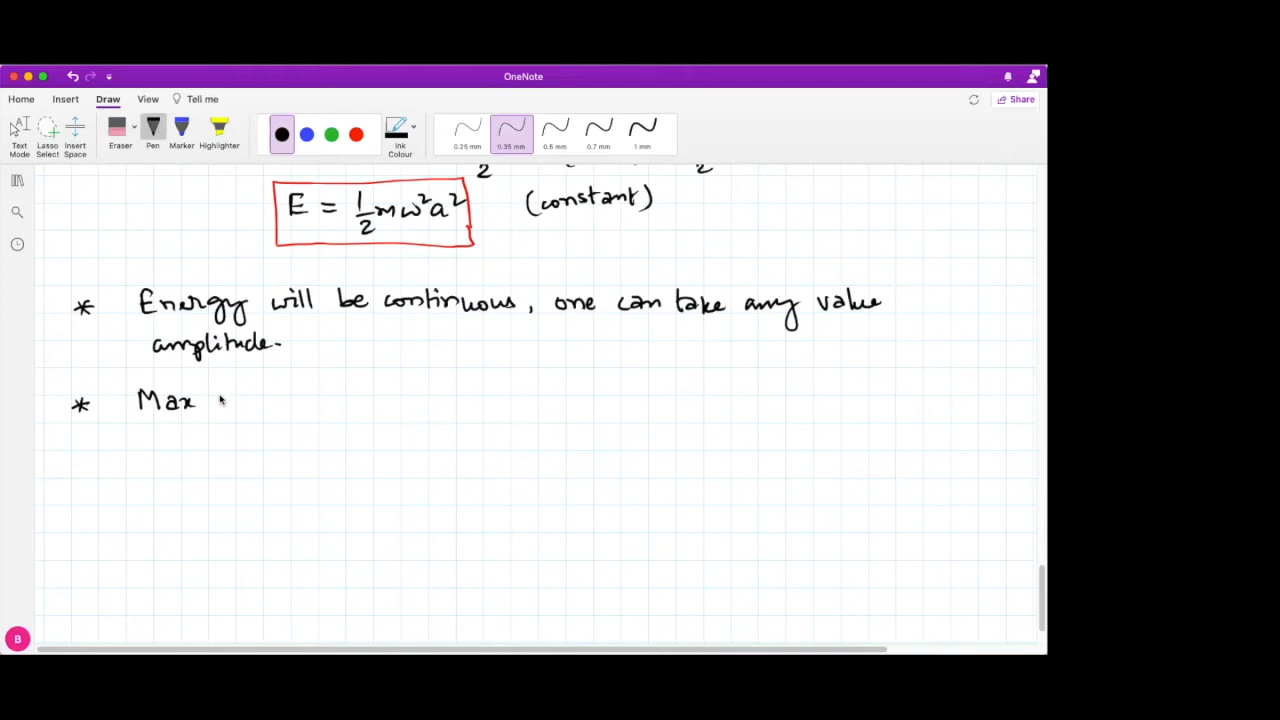 OneNote
Home Insert Draw View Tell me Share
Text Mode Lasso Select Insert Space Eraser Pen Marker Highlighter Ink Colour 0.25 mm 0.35 mm 0.5 mm 0.7 mm 1 mm
2 2
E = 1/2 mω²a² (constant)
* Energy will be continuous, one can take any value
amplitude.
* Max
B